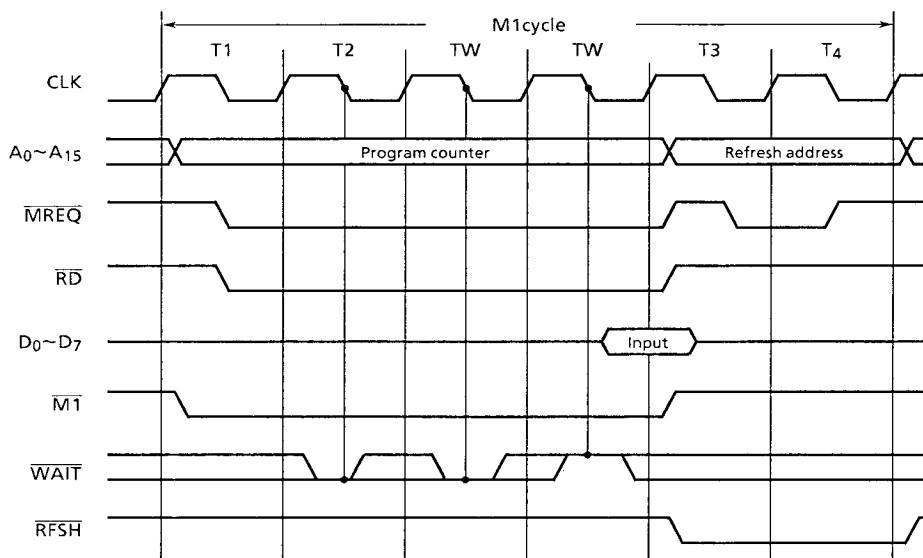 M1cycle
T1 T2 TW TW T3 T4
CLK
A0~A15 Program counter Refresh address
MREQ
RD
D0~D7 Input
M1
WAIT
RFSH